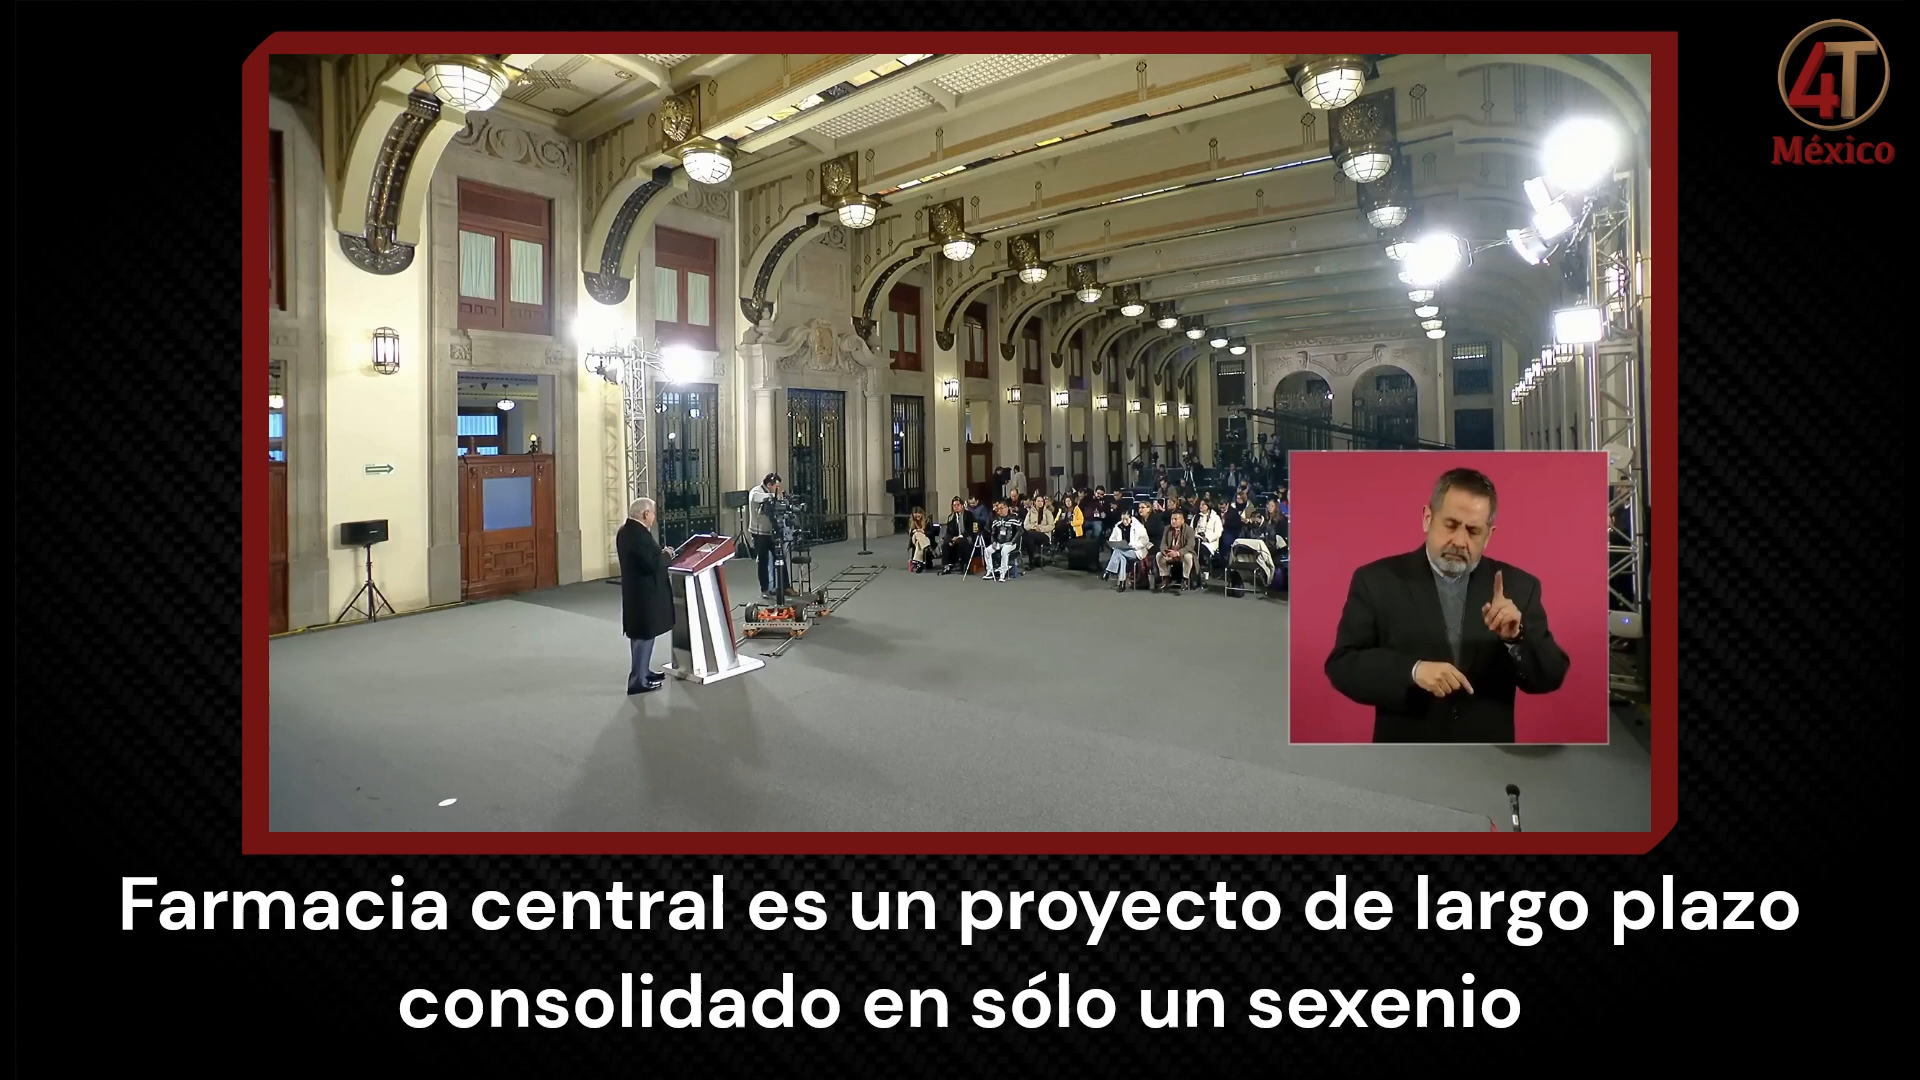 4T
México
Farmacia central es un proyecto de largo plazo
consolidado en sólo un sexenio